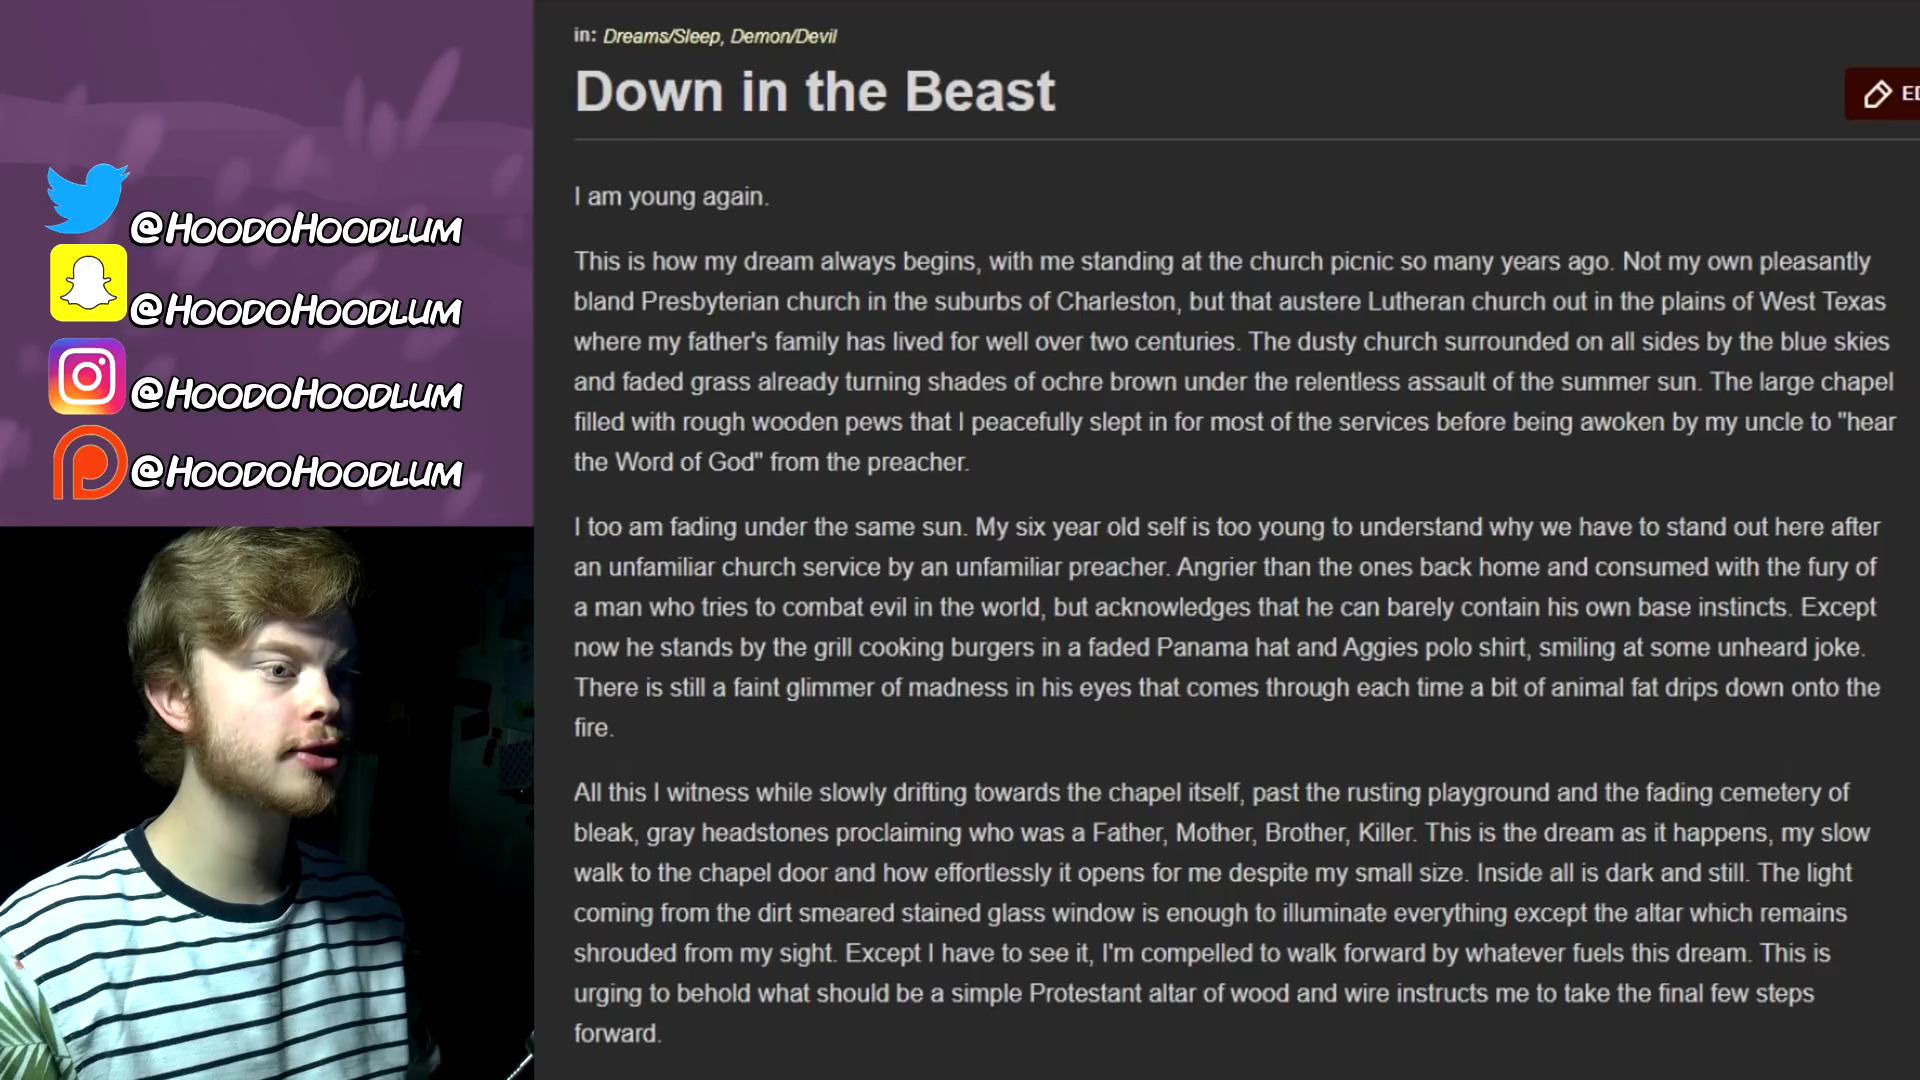 @HoodoHoodlum
@HoodoHoodlum
@HoodoHoodlum
@HoodoHoodlum
in: Dreams/Sleep, Demon/Devil
Down in the Beast
I am young again.
This is how my dream always begins, with me standing at the church picnic so many years ago. Not my own pleasantly
bland Presbyterian church in the suburbs of Charleston, but that austere Lutheran church out in the plains of West Texas
where my father's family has lived for well over two centuries. The dusty church surrounded on all sides by the blue skies
and faded grass already turning shades of ochre brown under the relentless assault of the summer sun. The large chapel
filled with rough wooden pews that I peacefully slept in for most of the services before being awoken by my uncle to "hear
the Word of God" from the preacher.
I too am fading under the same sun. My six year old self is too young to understand why we have to stand out here after
an unfamiliar church service by an unfamiliar preacher. Angrier than the ones back home and consumed with the fury of
a man who tries to combat evil in the world, but acknowledges that he can barely contain his own base instincts. Except
now he stands by the grill cooking burgers in a faded Panama hat and Aggies polo shirt, smiling at some unheard joke.
There is still a faint glimmer of madness in his eyes that comes through each time a bit of animal fat drips down onto the
fire.
All this I witness while slowly drifting towards the chapel itself, past the rusting playground and the fading cemetery of
bleak, gray headstones proclaiming who was a Father, Mother, Brother, Killer. This is the dream as it happens, my slow
walk to the chapel door and how effortlessly it opens for me despite my small size. Inside all is dark and still. The light
coming from the dirt smeared stained glass window is enough to illuminate everything except the altar which remains
shrouded from my sight. Except I have to see it, I'm compelled to walk forward by whatever fuels this dream. This is
urging to behold what should be a simple Protestant altar of wood and wire instructs me to take the final few steps
forward.